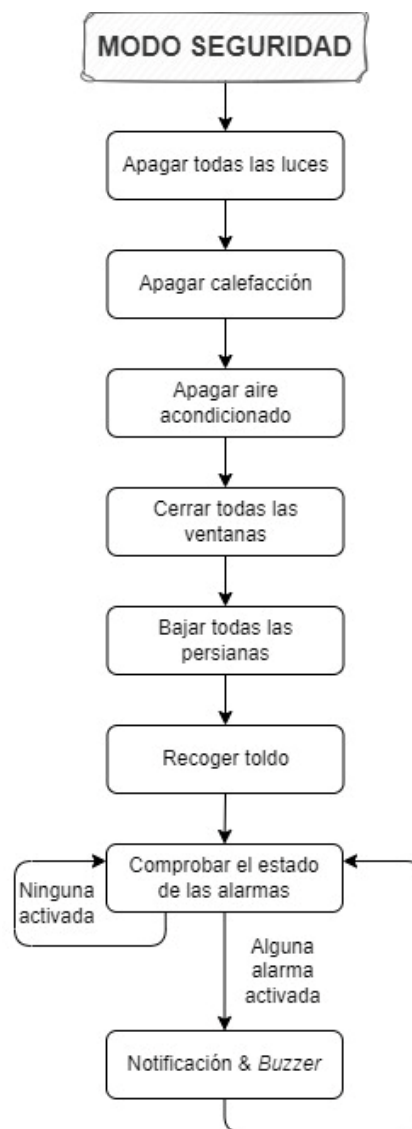 MODO SEGURIDAD
Apagar todas las luces
Apagar calefacción
Apagar aire
acondicionado
Cerrar todas las
ventanas
Bajar todas las
persianas
Recoger toldo
Comprobar el estado
de las alarmas
Ninguna
activada
Alguna
alarma
activada
Notificación & Buzzer